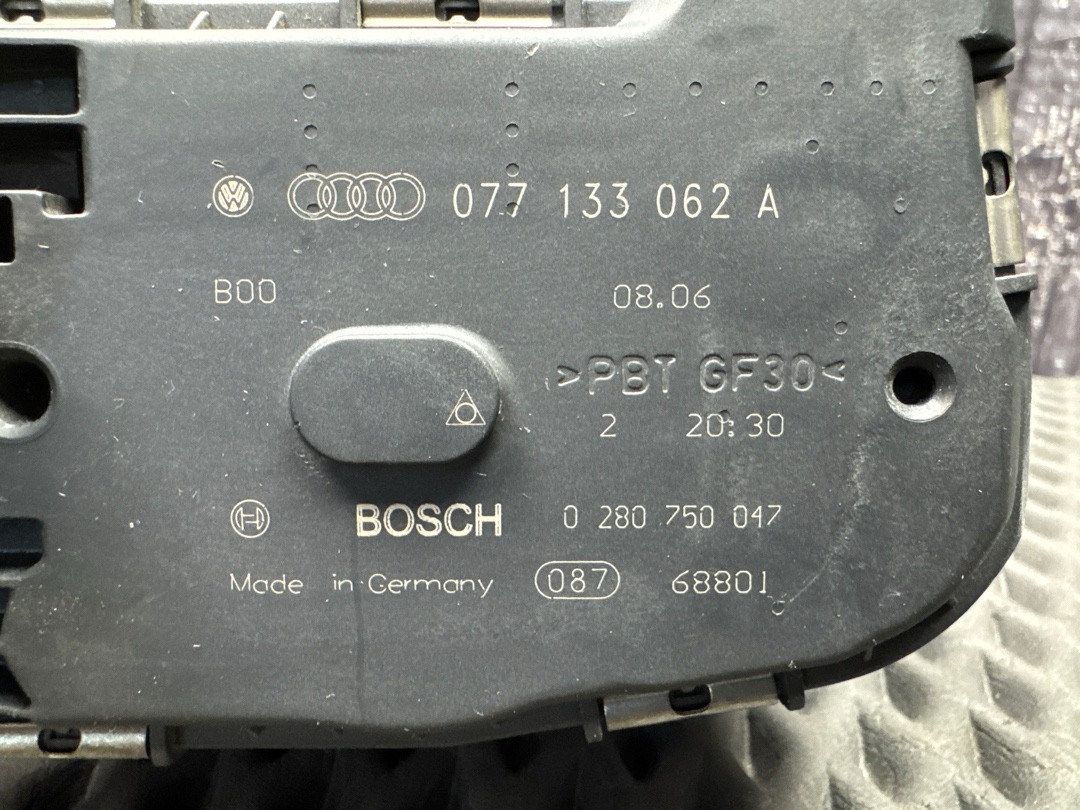 077 133 062 A
B00 08.06
>PBT GF30<
2 20:30
BOSCH 0 280 750 047
Made in Germany 087 68801